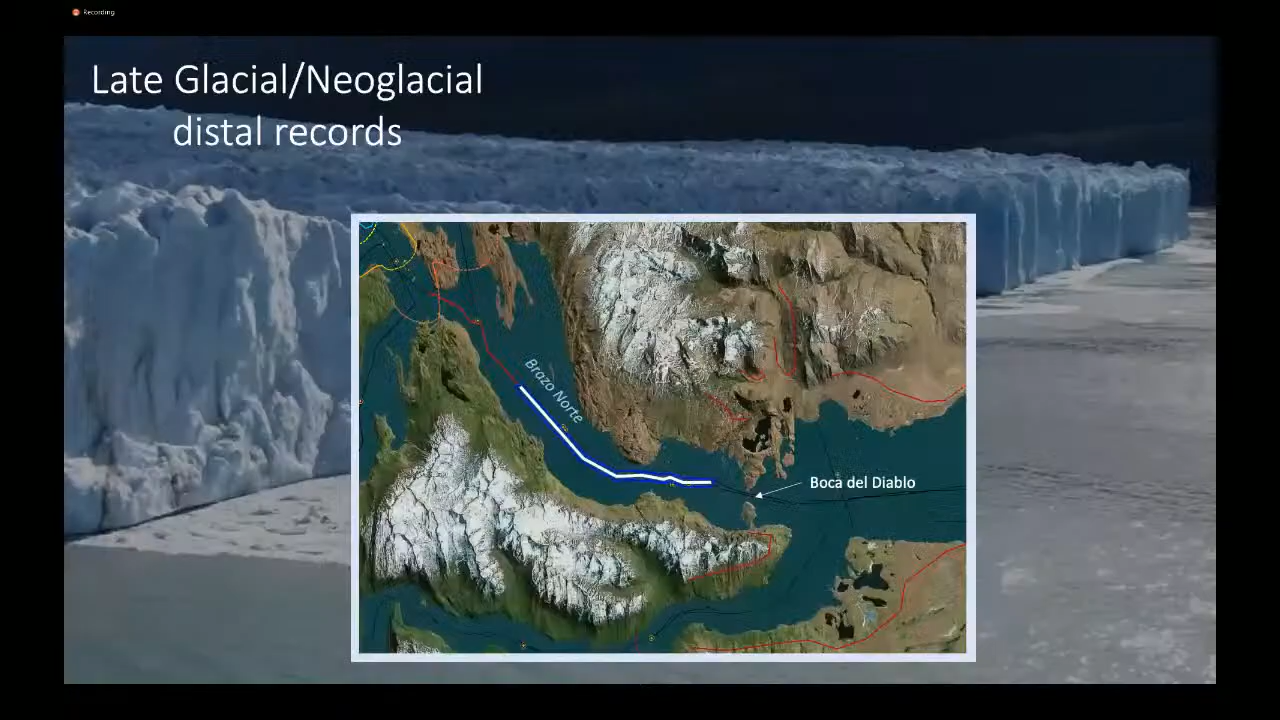 Recording
Late Glacial/Neoglacial
distal records
Brazo Norte
Boca del Diablo